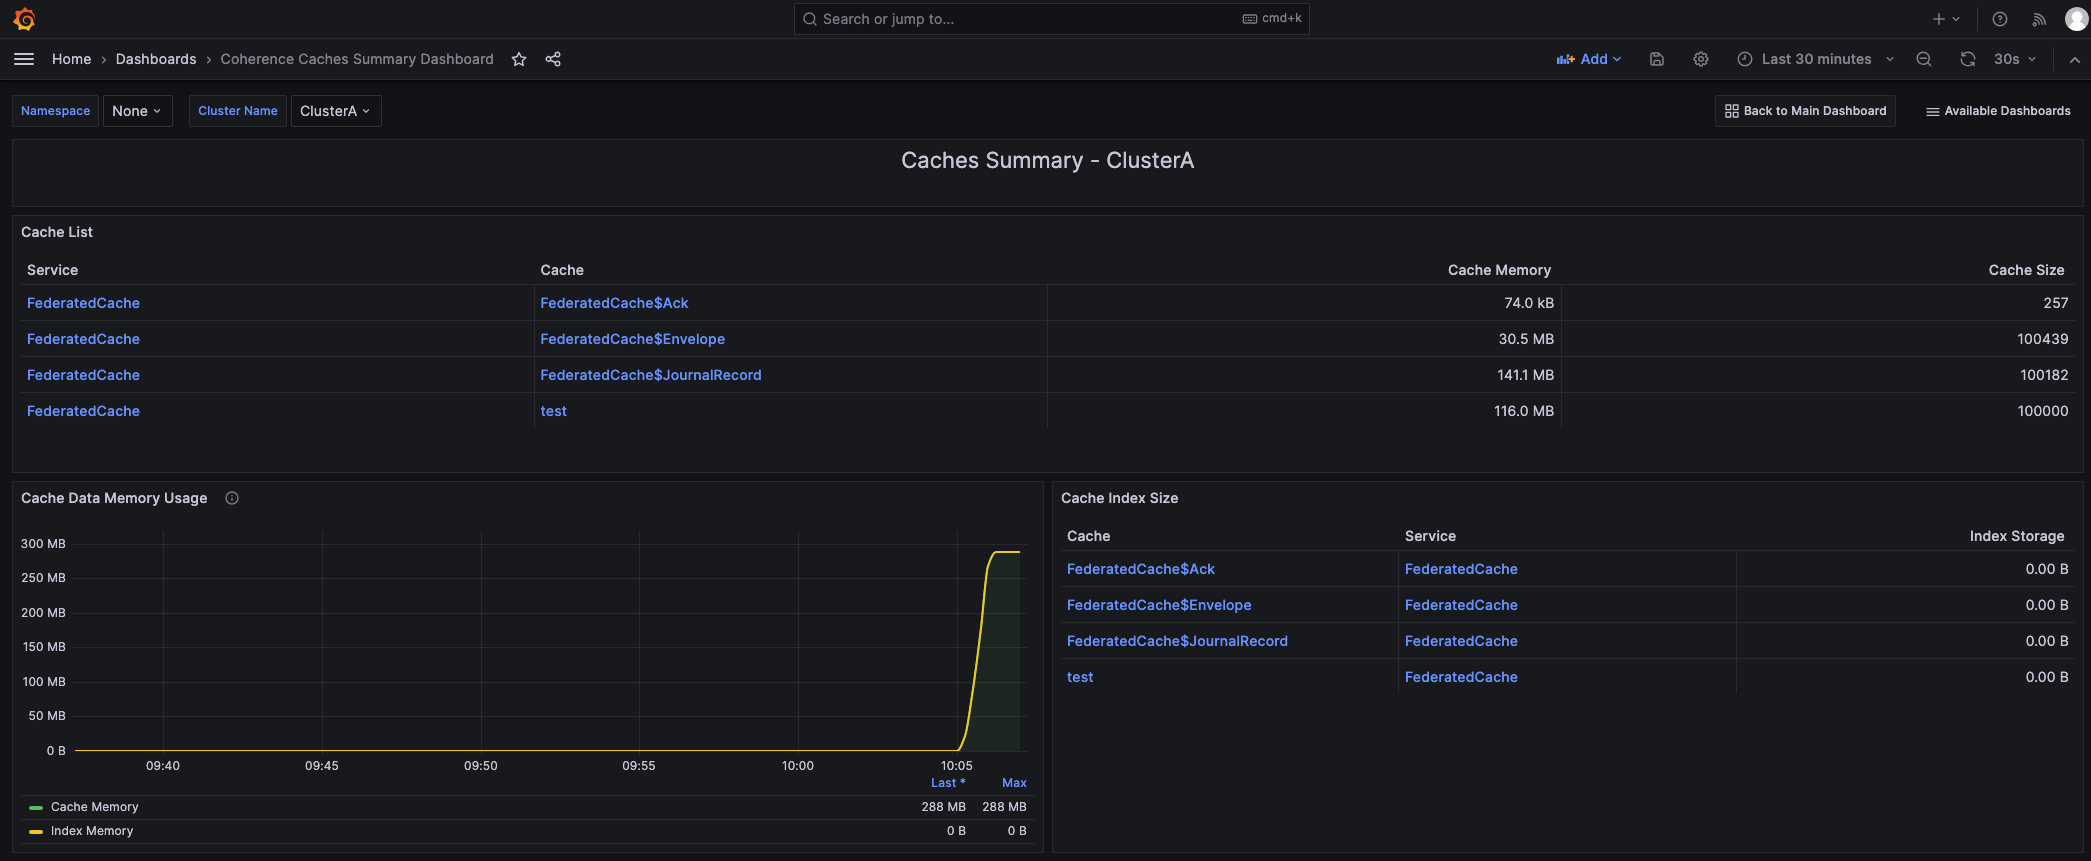 Search or jump to... cmd+k
Home › Dashboards › Coherence Caches Summary Dashboard Add Last 30 minutes 30s
Namespace None Cluster Name ClusterA Back to Main Dashboard Available Dashboards
Caches Summary - ClusterA
Cache List
Service Cache Cache Memory Cache Size
FederatedCache FederatedCache$Ack 74.0 kB 257
FederatedCache FederatedCache$Envelope 30.5 MB 100439
FederatedCache FederatedCache$JournalRecord 141.1 MB 100182
FederatedCache test 116.0 MB 100000
Cache Data Memory Usage
300 MB
250 MB
200 MB
150 MB
100 MB
50 MB
0 B
09:40 09:45 09:50 09:55 10:00 10:05
Last * Max
Cache Memory 288 MB 288 MB
Index Memory 0 B 0 B
Cache Index Size
Cache Service Index Storage
FederatedCache$Ack FederatedCache 0.00 B
FederatedCache$Envelope FederatedCache 0.00 B
FederatedCache$JournalRecord FederatedCache 0.00 B
test FederatedCache 0.00 B